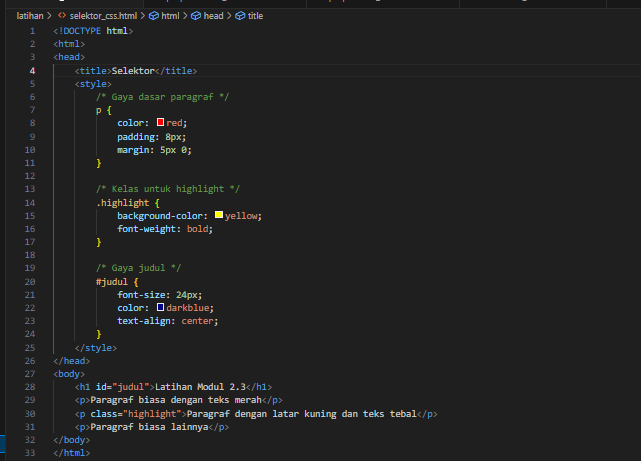 latihan > <> selektor_css.html > html > head > title
1 <!DOCTYPE html>
2 <html>
3 <head>
4     <title>Selektor</title>
5     <style>
6         /* Gaya dasar paragraf */
7         p {
8             color: red;
9             padding: 8px;
10             margin: 5px 0;
11         }
12
13         /* Kelas untuk highlight */
14         .highlight {
15             background-color: yellow;
16             font-weight: bold;
17         }
18
19         /* Gaya judul */
20         #judul {
21             font-size: 24px;
22             color: darkblue;
23             text-align: center;
24         }
25     </style>
26 </head>
27 <body>
28     <h1 id="judul">Latihan Modul 2.3</h1>
29     <p>Paragraf biasa dengan teks merah</p>
30     <p class="highlight">Paragraf dengan latar kuning dan teks tebal</p>
31     <p>Paragraf biasa lainnya</p>
32 </body>
33 </html>